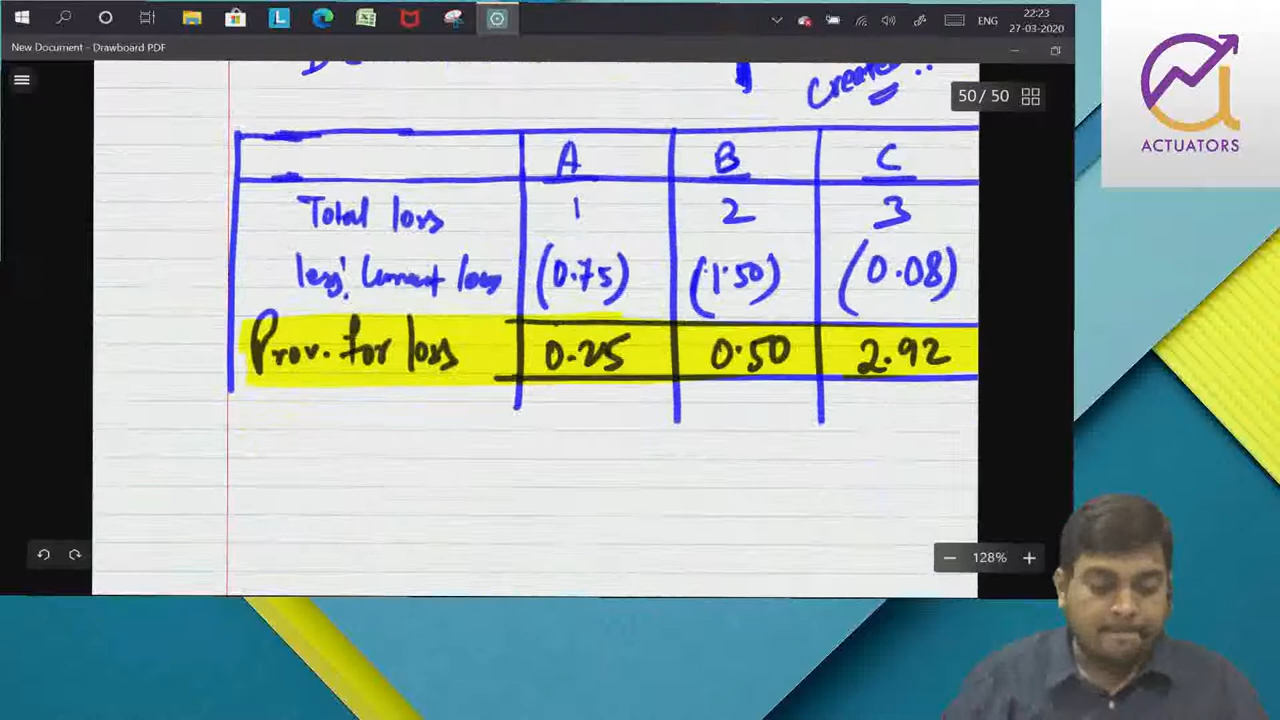 22:23
ENG
27-03-2020
New Document - Drawboard PDF
created..
50 / 50
ACTUATORS
A B C
Total loss 1 2 3
less: Current loss (0.75) (1.50) (0.08)
Prov. for loss 0.25 0.50 2.92
128%